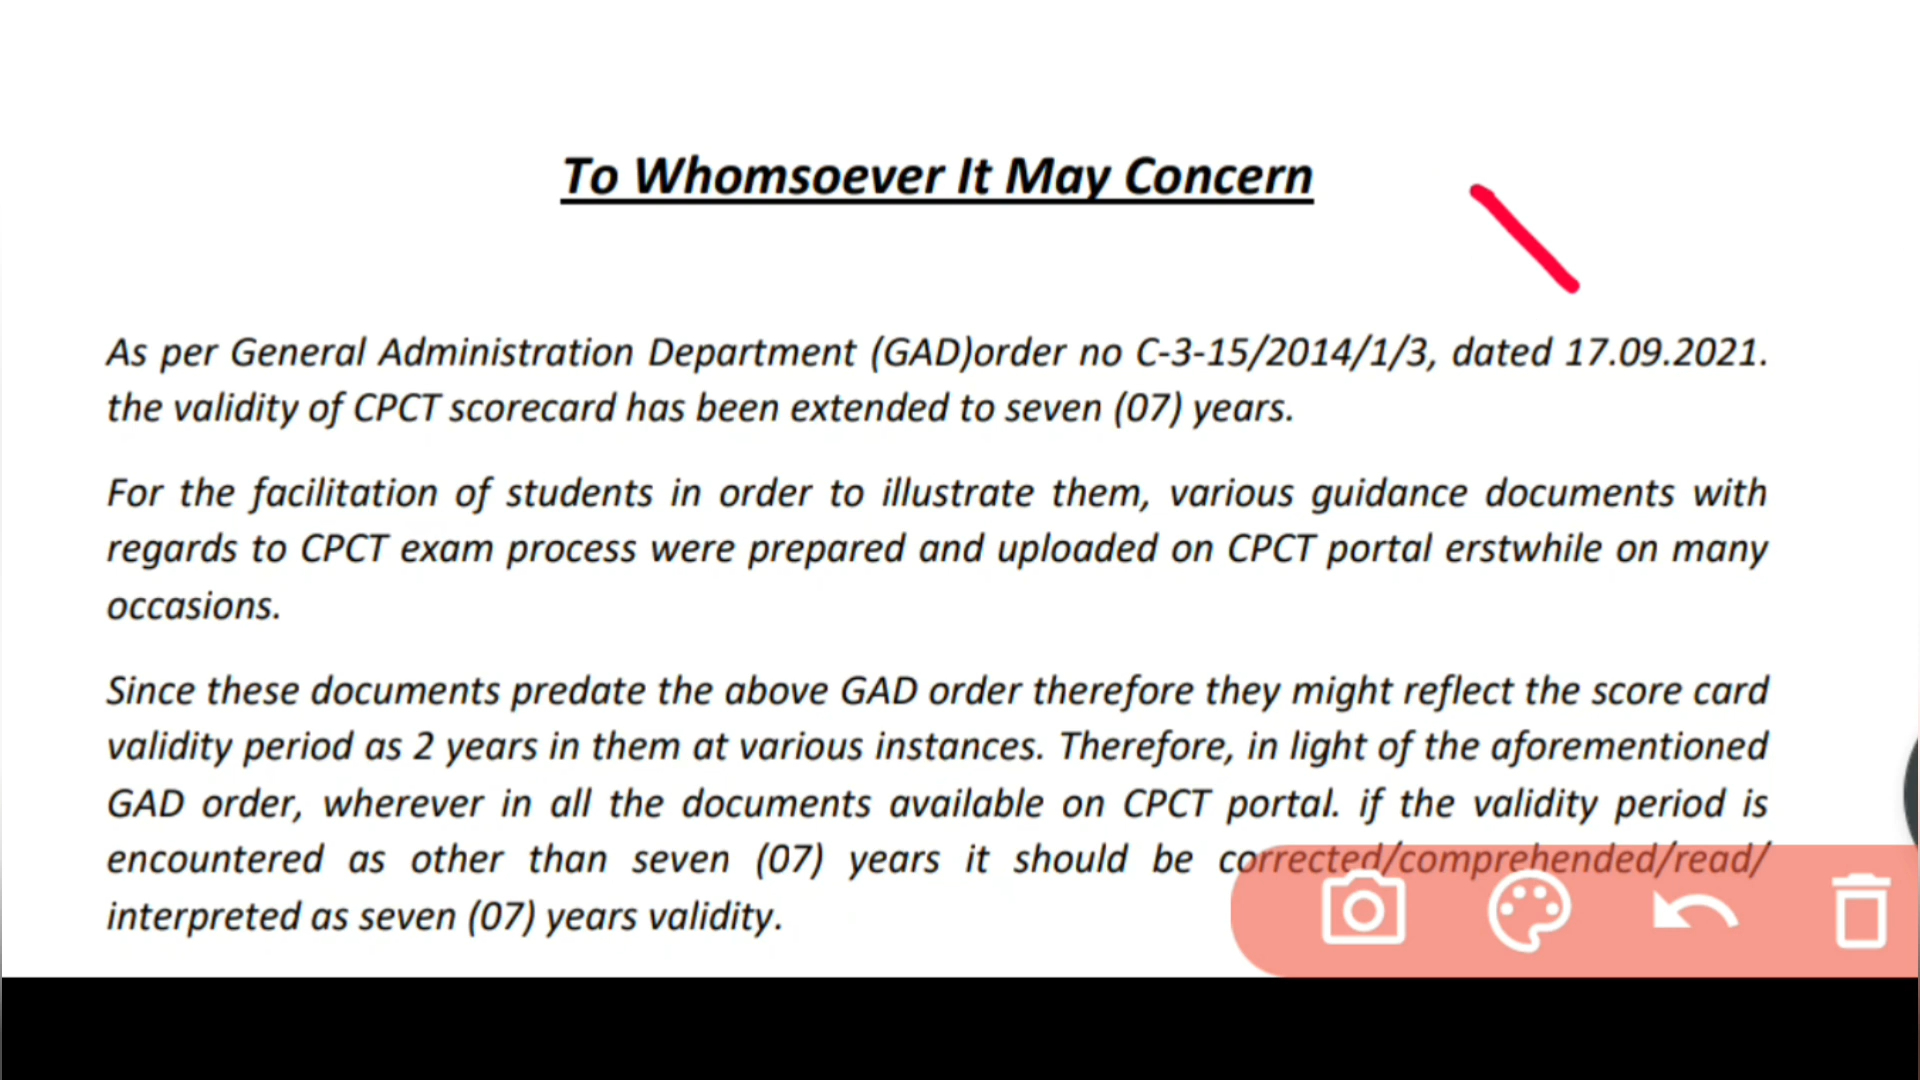 To Whomsoever It May Concern
As per General Administration Department (GAD)order no C-3-15/2014/1/3, dated 17.09.2021.
the validity of CPCT scorecard has been extended to seven (07) years.
For the facilitation of students in order to illustrate them, various guidance documents with
regards to CPCT exam process were prepared and uploaded on CPCT portal erstwhile on many
occasions.
Since these documents predate the above GAD order therefore they might reflect the score card
validity period as 2 years in them at various instances. Therefore, in light of the aforementioned
GAD order, wherever in all the documents available on CPCT portal. if the validity period is
encountered as other than seven (07) years it should be corrected/comprehended/read/
interpreted as seven (07) years validity.